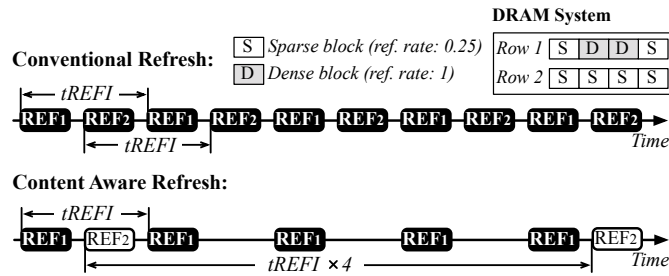 DRAM System
S Sparse block (ref. rate: 0.25)
Row 1 S D D S
Conventional Refresh:
D Dense block (ref. rate: 1)
Row 2 S S S S
tREFI
REF1 REF2 REF1 REF2 REF1 REF2 REF1 REF2 REF1 REF2
tREFI
Time
Content Aware Refresh:
tREFI
REF1 REF2 REF1 REF1 REF1 REF1 REF2
tREFI × 4
Time